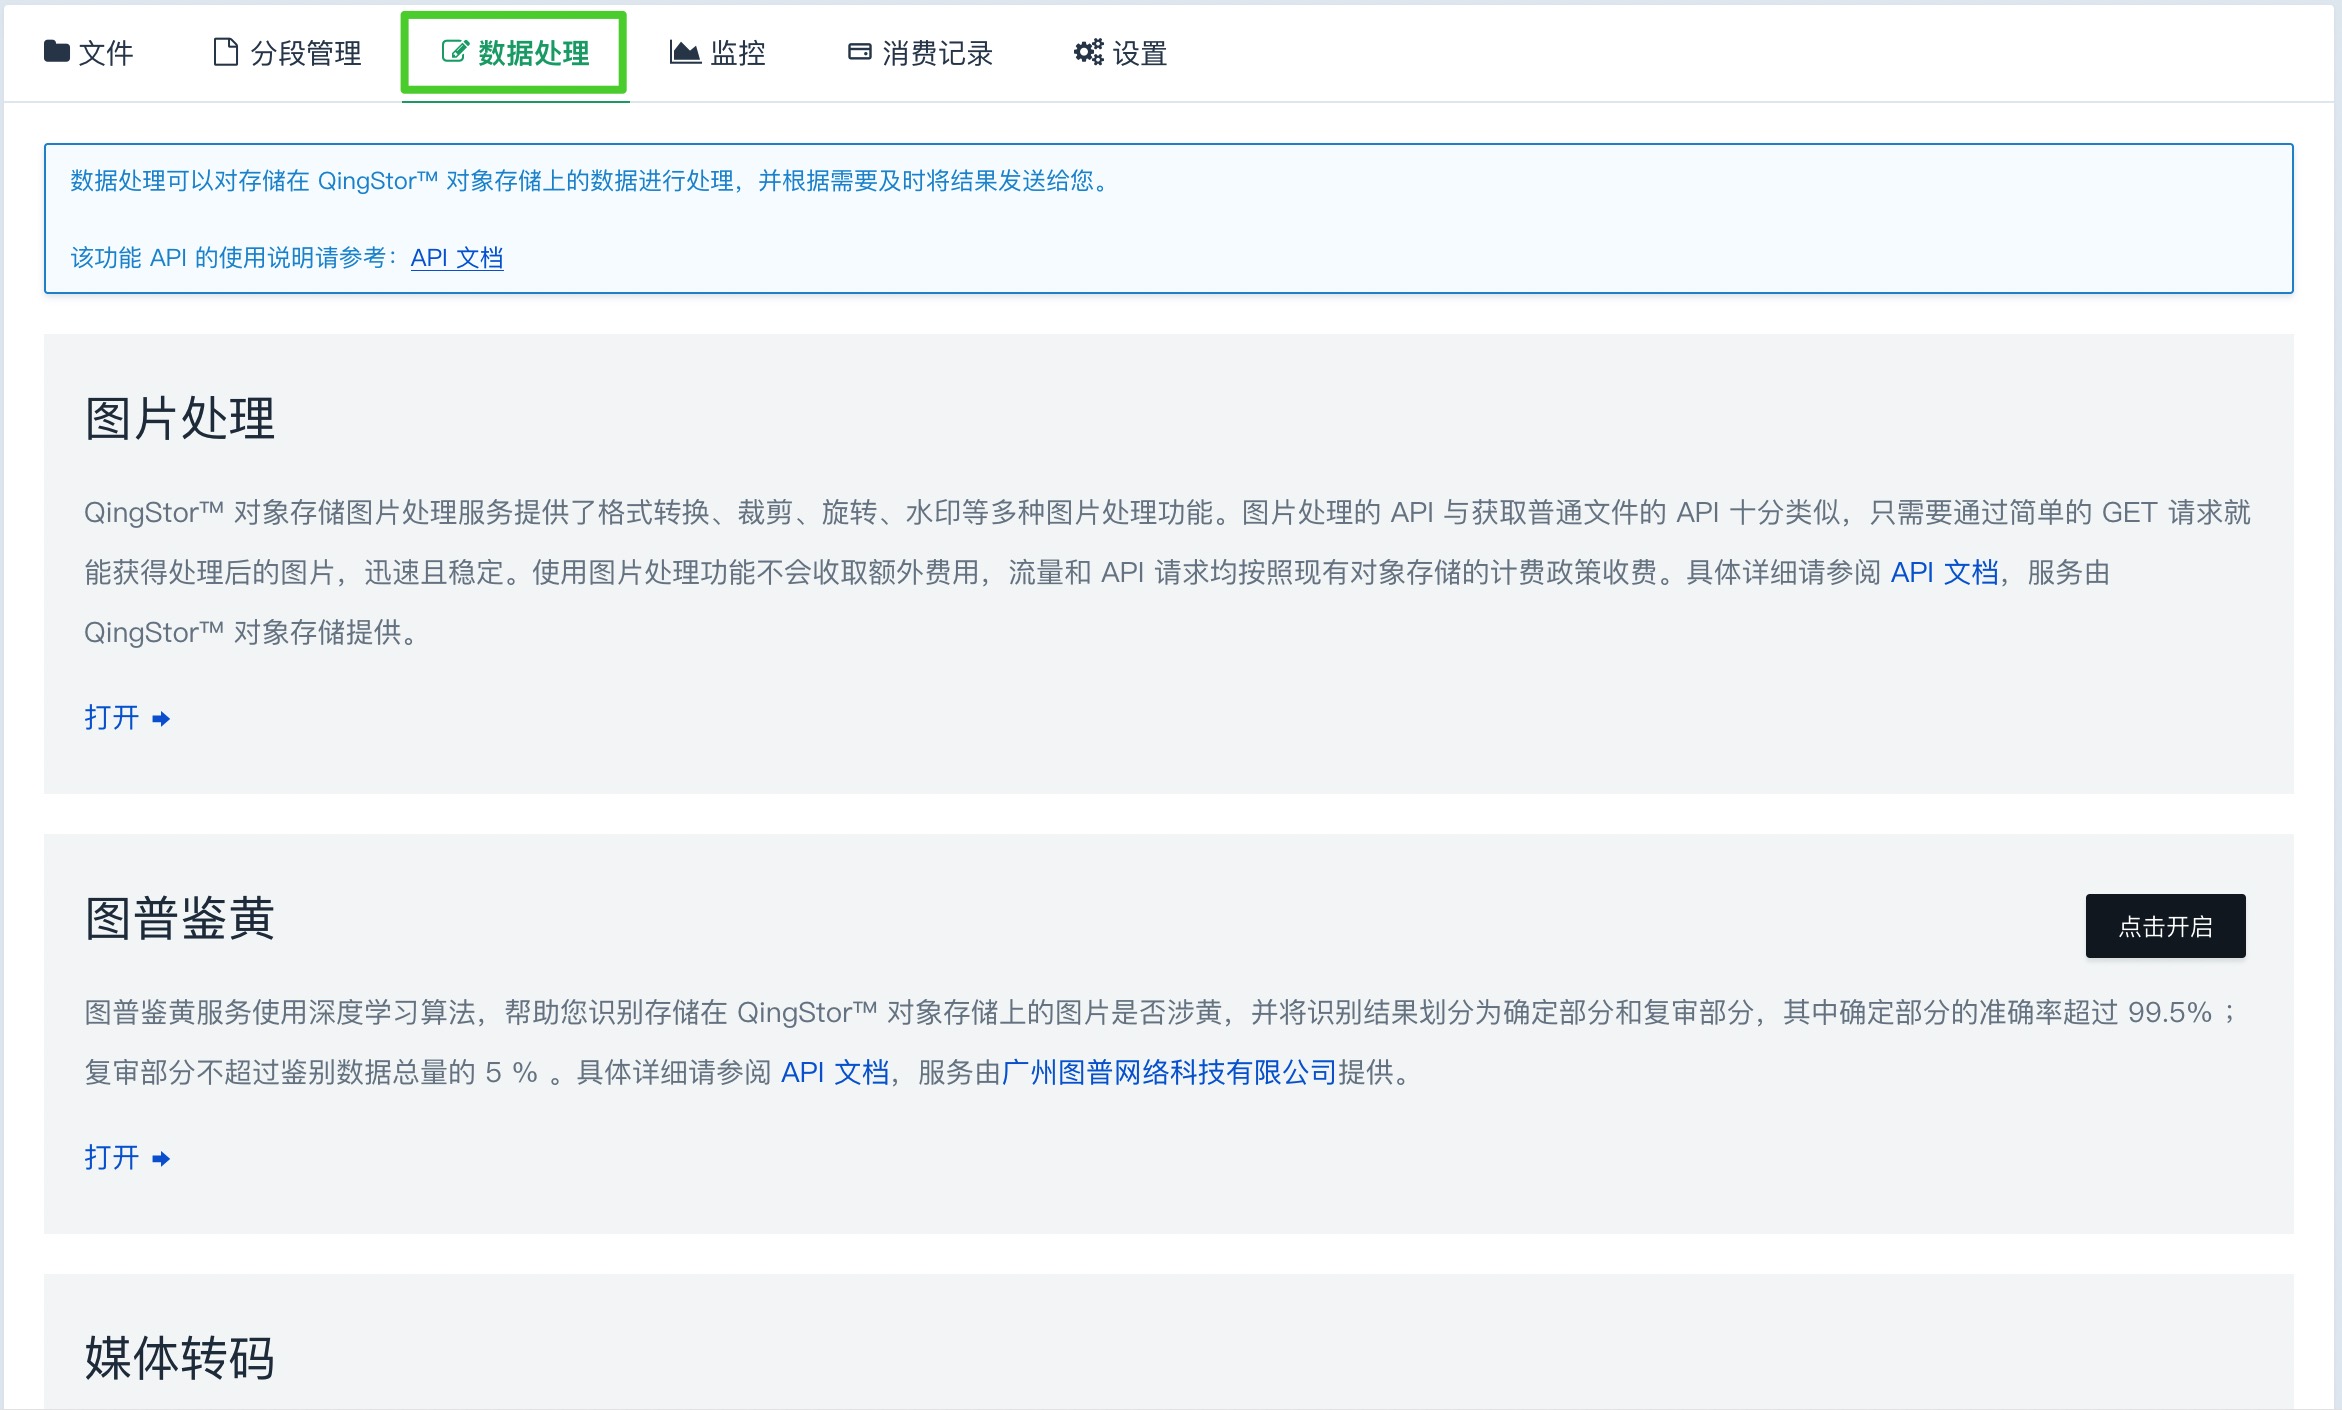 文件 分段管理 数据处理 监控 消费记录 设置
数据处理可以对存储在 QingStor™ 对象存储上的数据进行处理，并根据需要及时将结果发送给您。
该功能 API 的使用说明请参考：API 文档
图片处理
QingStor™ 对象存储图片处理服务提供了格式转换、裁剪、旋转、水印等多种图片处理功能。图片处理的 API 与获取普通文件的 API 十分类似，只需要通过简单的 GET 请求就
能获得处理后的图片，迅速且稳定。使用图片处理功能不会收取额外费用，流量和 API 请求均按照现有对象存储的计费政策收费。具体详细请参阅 API 文档，服务由
QingStor™ 对象存储提供。
打开
图普鉴黄
点击开启
图普鉴黄服务使用深度学习算法，帮助您识别存储在 QingStor™ 对象存储上的图片是否涉黄，并将识别结果划分为确定部分和复审部分，其中确定部分的准确率超过 99.5% ；
复审部分不超过鉴别数据总量的 5 % 。具体详细请参阅 API 文档，服务由广州图普网络科技有限公司提供。
打开
媒体转码